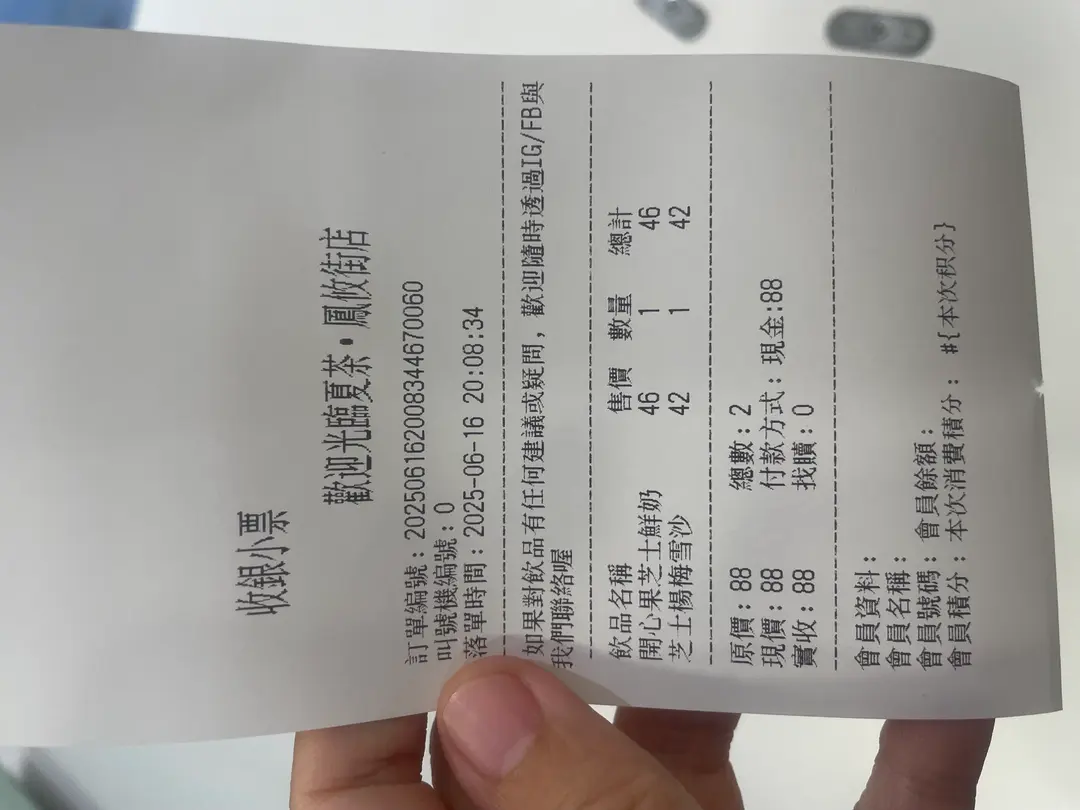 收銀小票
歡迎光臨夏茶·鳳攸街店
訂單編號：202506162008344670060
叫號機編號：0
落單時間：2025-06-16 20:08:34
如果對飲品有任何建議或疑問，歡迎隨時透過IG/FB與
我們聯絡喔
飲品名稱 售價 數量 總計
開心果芝士鮮奶 46 1 46
芝士楊梅雪沙 42 1 42
原價：88 總數：2
現價：88 付款方式：現金:88
實收：88 找贖：0
會員資料：
會員名稱：
會員號碼： 會員餘額：
會員積分： 本次消費積分： #{本次积分}